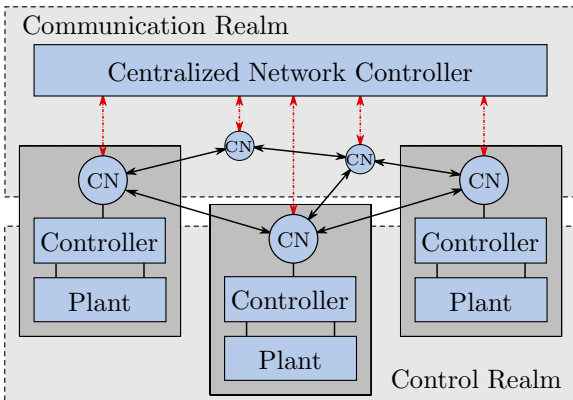 Communication Realm
Centralized Network Controller
CN
CN
CN
CN
CN
Controller
Controller
Controller
Plant
Plant
Plant
Control Realm